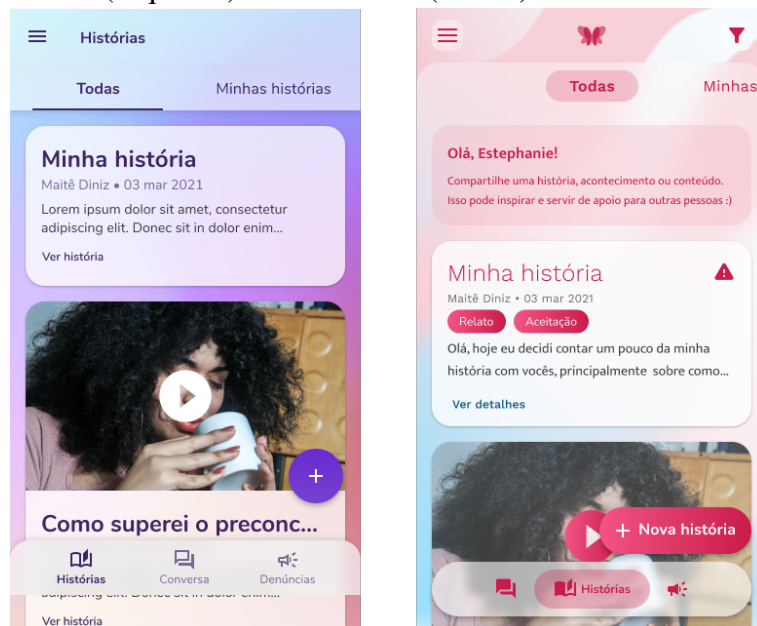 Histórias
Todas
Minhas histórias
Minha história
Maitê Diniz • 03 mar 2021
Lorem ipsum dolor sit amet, consectetur
adipiscing elit. Donec sit in dolor enim...
Ver história
+
Como superei o preconc...
Histórias
Conversa
Denúncias
Ver história
Todas
Minhas
Olá, Estephanie!
Compartilhe uma história, acontecimento ou conteúdo.
Isso pode inspirar e servir de apoio para outras pessoas :)
Minha história
Maitê Diniz • 03 mar 2021
Relato
Aceitação
Olá, hoje eu decidi contar um pouco da minha
história com vocês, principalmente sobre como...
Ver detalhes
+ Nova história
Histórias